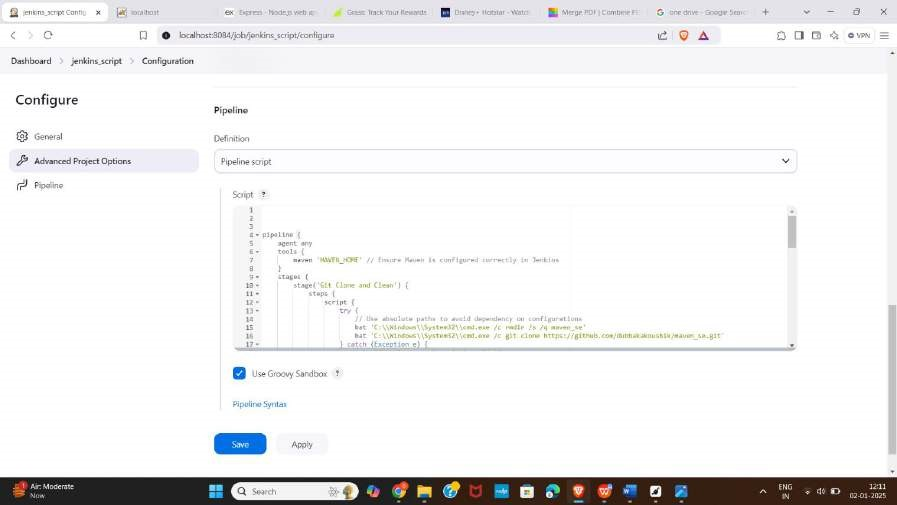 jenkins_script Config
localhost
Express - Node.js web ap
Grass: Track Your Rewards
Disney+ Hotstar - Watch
Merge PDF | Combine PD
one drive - Google Searc
localhost:8084/job/jenkins_script/configure
VPN
Dashboard > jenkins_script > Configuration
Configure
General
Advanced Project Options
Pipeline
Pipeline
Definition
Pipeline script
Script ?
1
2
3
4 pipeline {
5 agent any
6 tools {
7 maven 'MAVEN_HOME' // Ensure Maven is configured correctly in Jenkins
8 }
9 stages {
10 stage('Git Clone and Clean') {
11 steps {
12 script {
13 try {
14 // Use absolute paths to avoid dependency on configurations
15 bat 'C:\\Windows\\System32\\cmd.exe /c rmdir /s /q maven_se'
16 bat 'C:\\Windows\\System32\\cmd.exe /c git clone https://github.com/dubbakakoushik/maven_se.git'
17 } catch (Exception e) {
Use Groovy Sandbox ?
Pipeline Syntax
Save
Apply
1
Air: Moderate
Now
Search
ENG
IN
12:11
02-01-2025